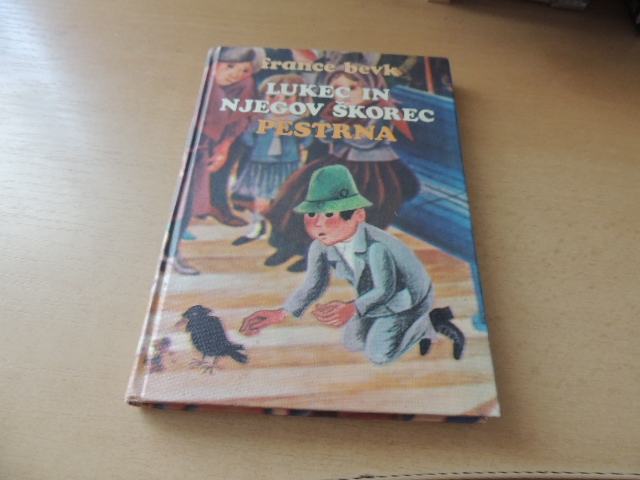 france bevk
LUKEC IN
NJEGOV ŠKOREC
PESTRNA